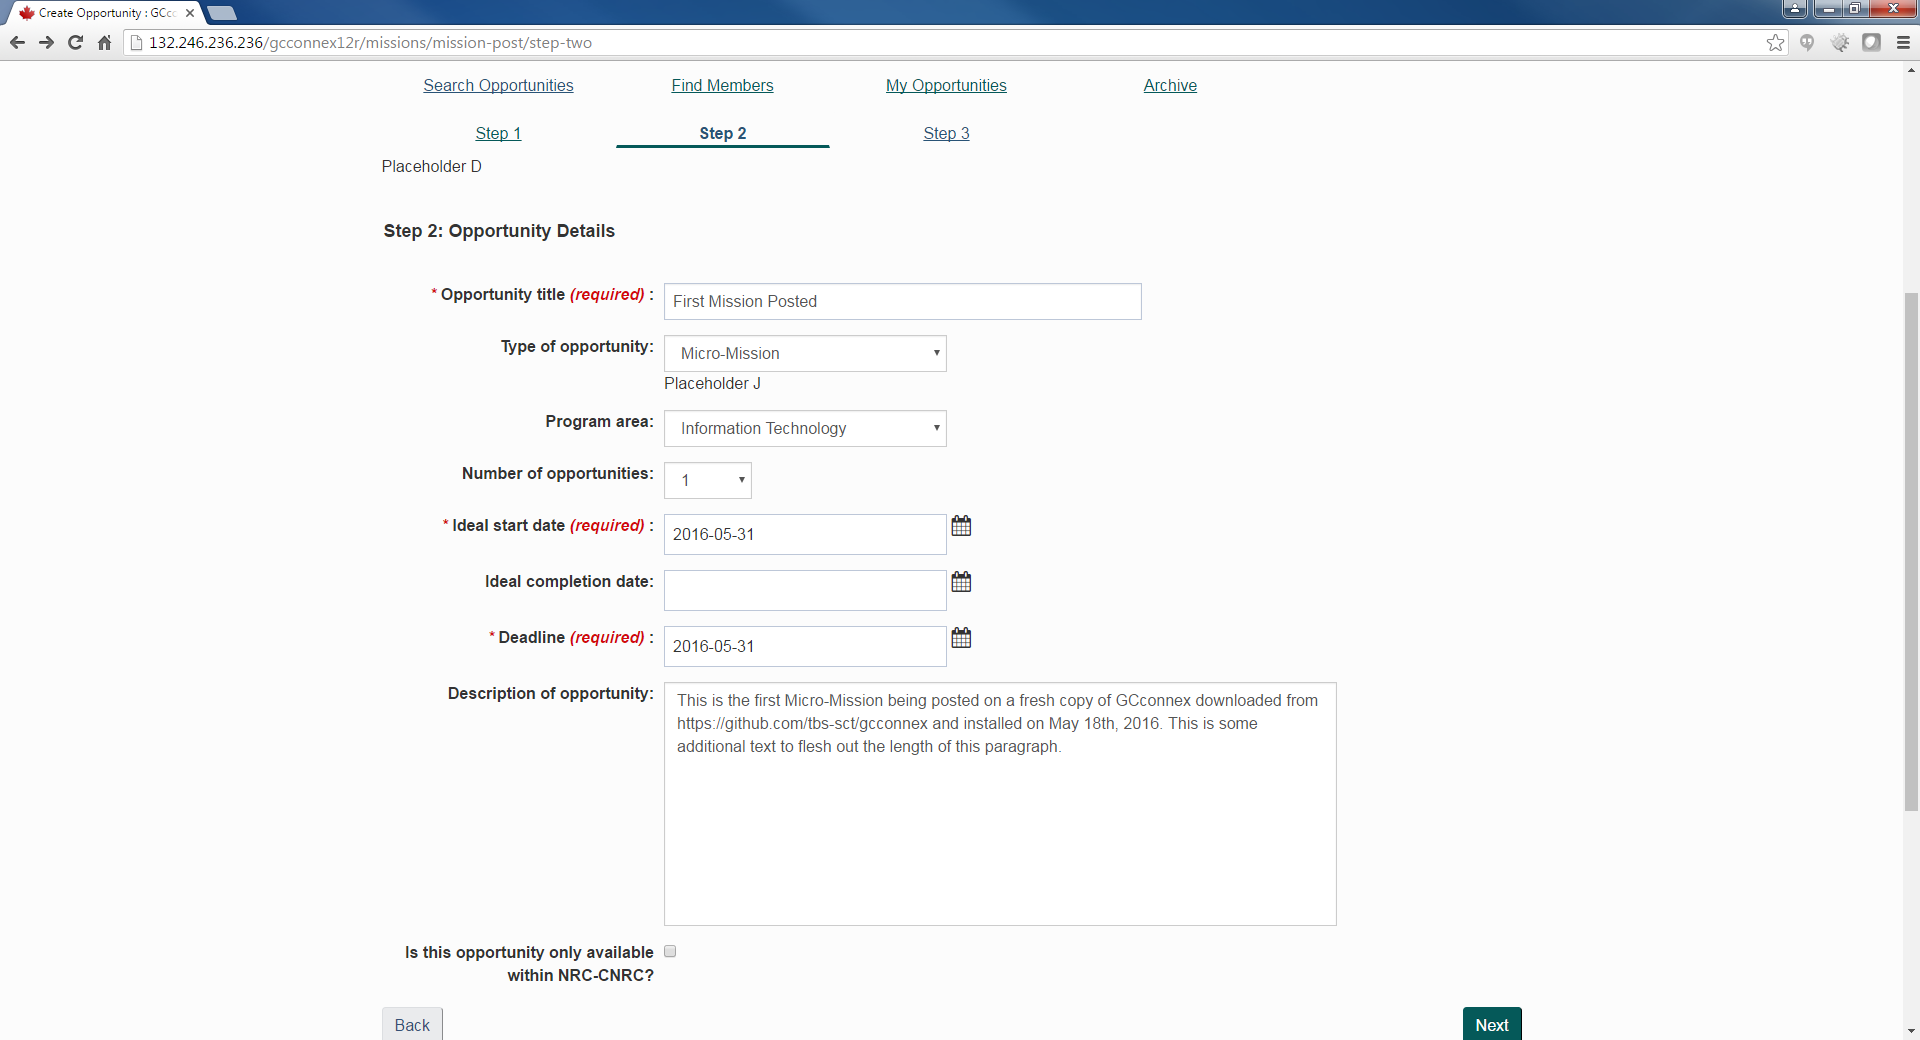 Create Opportunity : GCc
132.246.236.236/gcconnex12r/missions/mission-post/step-two
Search Opportunities Find Members My Opportunities Archive
Step 1 Step 2 Step 3
Placeholder D
Step 2: Opportunity Details
* Opportunity title (required) : First Mission Posted
Type of opportunity: Micro-Mission
Placeholder J
Program area: Information Technology
Number of opportunities: 1
* Ideal start date (required) : 2016-05-31
Ideal completion date:
* Deadline (required) : 2016-05-31
Description of opportunity: This is the first Micro-Mission being posted on a fresh copy of GCconnex downloaded from
https://github.com/tbs-sct/gcconnex and installed on May 18th, 2016. This is some
additional text to flesh out the length of this paragraph.
Is this opportunity only available
within NRC-CNRC?
Back Next